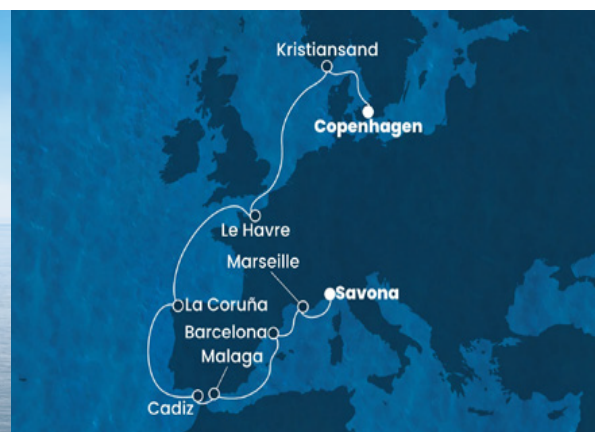 Kristiansand
Copenhagen
Le Havre
Marseille
Savona
La Coruña
Barcelona
Malaga
Cadiz